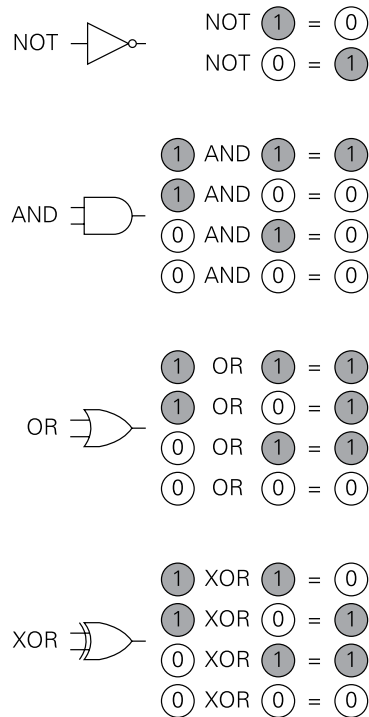 NOT
NOT 1 = 0
NOT 0 = 1
AND
1 AND 1 = 1
1 AND 0 = 0
0 AND 1 = 0
0 AND 0 = 0
OR
1 OR 1 = 1
1 OR 0 = 1
0 OR 1 = 1
0 OR 0 = 0
XOR
1 XOR 1 = 0
1 XOR 0 = 1
0 XOR 1 = 1
0 XOR 0 = 0